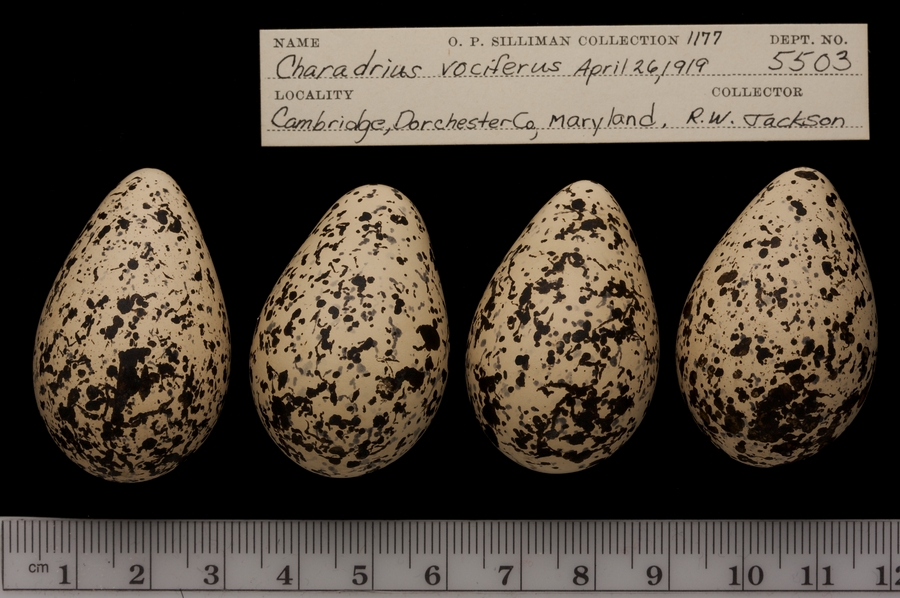 NAME O. P. SILLIMAN COLLECTION 1177 DEPT. NO.
Charadrius vociferus April 26, 1919 5503
LOCALITY COLLECTOR
Cambridge, Dorchester Co, Maryland, R.W. Jackson
cm 1 2 3 4 5 6 7 8 9 10 11 12